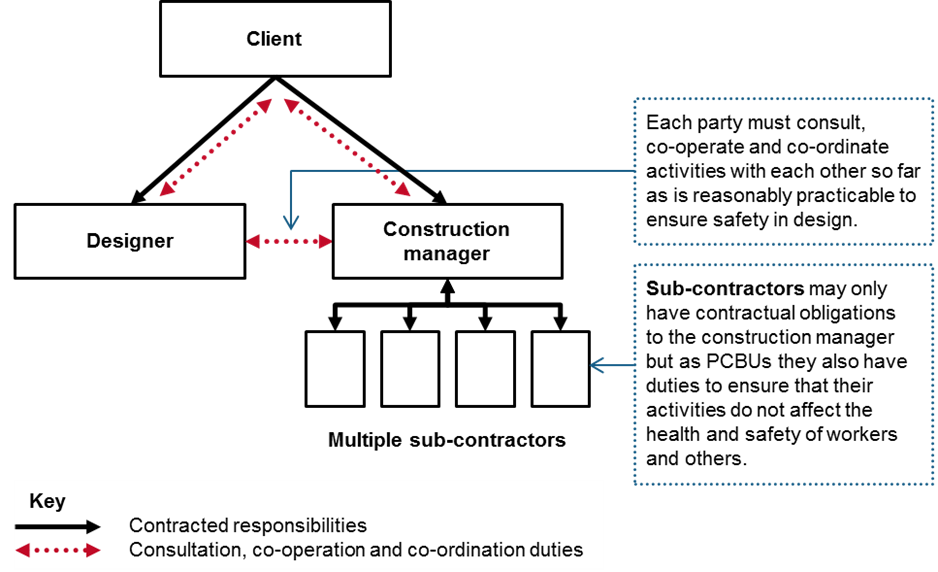 Client
Designer
Construction
manager
Each party must consult,
co-operate and co-ordinate
activities with each other so far
as is reasonably practicable to
ensure safety in design.
Sub-contractors may only
have contractual obligations
to the construction manager
but as PCBUs they also have
duties to ensure that their
activities do not affect the
health and safety of workers
and others.
Multiple sub-contractors
Key
Contracted responsibilities
Consultation, co-operation and co-ordination duties